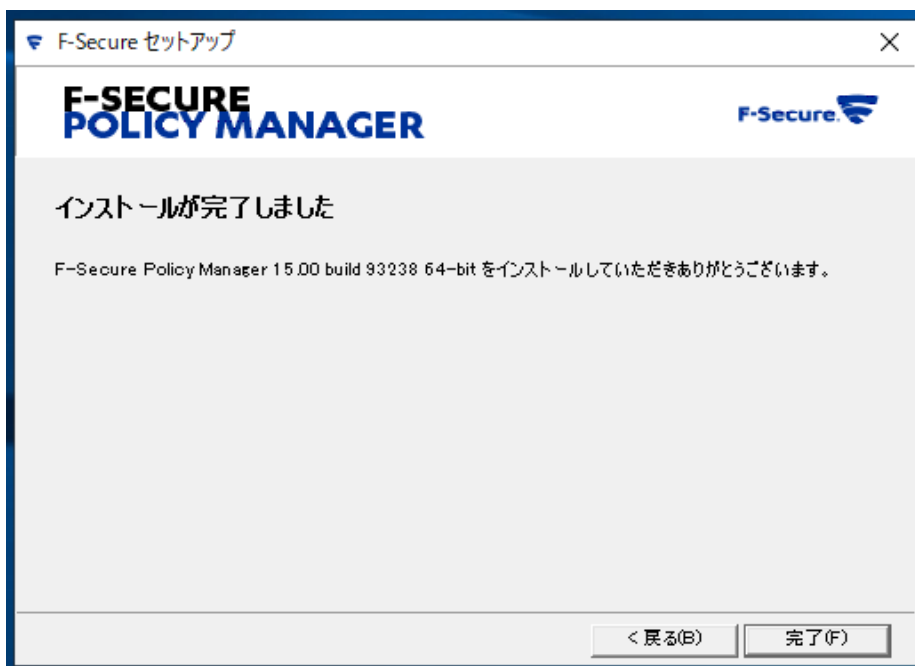 F-Secure セットアップ
F-SECURE
POLICY MANAGER
F-Secure.
インストールが完了しました
F-Secure Policy Manager 15.00 build 93238 64-bit をインストールしていただきありがとうございます。
< 戻る(B)
完了(F)